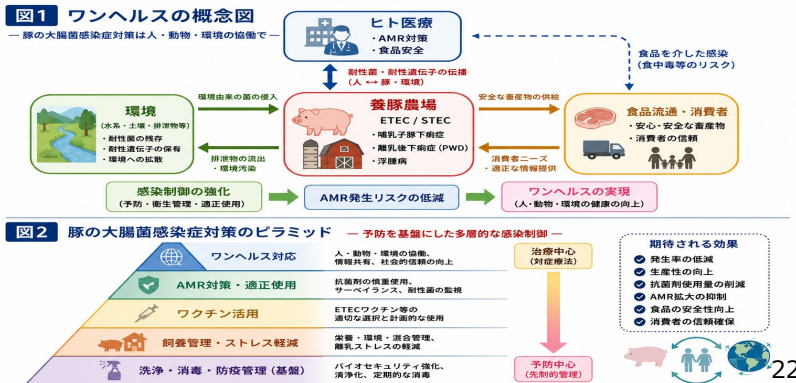 図1 ワンヘルスの概念図
― 豚の大腸菌感染症対策は人・動物・環境の協働で ―
ヒト医療
・AMR対策
・食品安全
食品を介した感染
(食中毒等のリスク)
耐性菌・耐性遺伝子の伝播
(人 ↔ 豚・環境)
環境
(水系・土壌・排泄物等)
・耐性菌の残存
・耐性遺伝子の保有
・環境への拡散
環境由来の菌の侵入
排泄物の流出
・環境汚染
養豚農場
ETEC / STEC
・哺乳子豚下痢症
・離乳後下痢症 (PWD)
・浮腫病
安全な畜産物の供給
消費者ニーズ
・適正な情報提供
食品流通・消費者
・安心・安全な畜産物
・消費者の信頼
感染制御の強化
(予防・衛生管理・適正使用)
AMR発生リスクの低減
ワンヘルスの実現
(人・動物・環境の健康の向上)
図2 豚の大腸菌感染症対策のピラミッド ― 予防を基盤にした多層的な感染制御 ―
ワンヘルス対応
人・動物・環境の協働、
情報共有、社会的信頼の向上
AMR対策・適正使用
抗菌剤の慎重使用、
サーベイランス、耐性菌の監視
ワクチン活用
ETECワクチン等の
適切な選択と計画的な使用
飼養管理・ストレス軽減
栄養・環境・混合管理、
離乳ストレスの軽減
洗浄・消毒・防疫管理 (基盤)
バイオセキュリティ強化、
清浄化、定期的な消毒
治療中心
(対症療法)
予防中心
(先制的管理)
期待される効果
発生率の低減
生産性の向上
抗菌剤使用量の削減
AMR拡大の抑制
食品の安全性向上
消費者の信頼確保
22